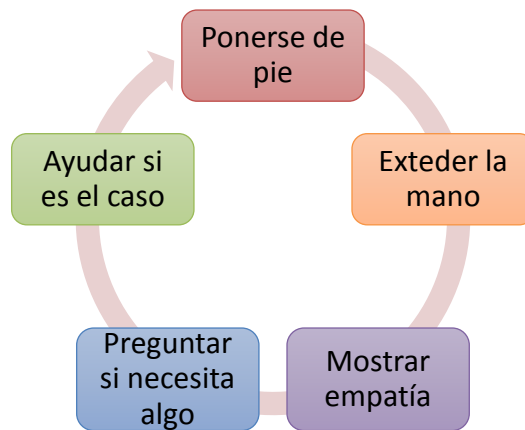 Ponerse de
pie
Exteder la
mano
Mostrar
empatía
Preguntar
si necesita
algo
Ayudar si
es el caso